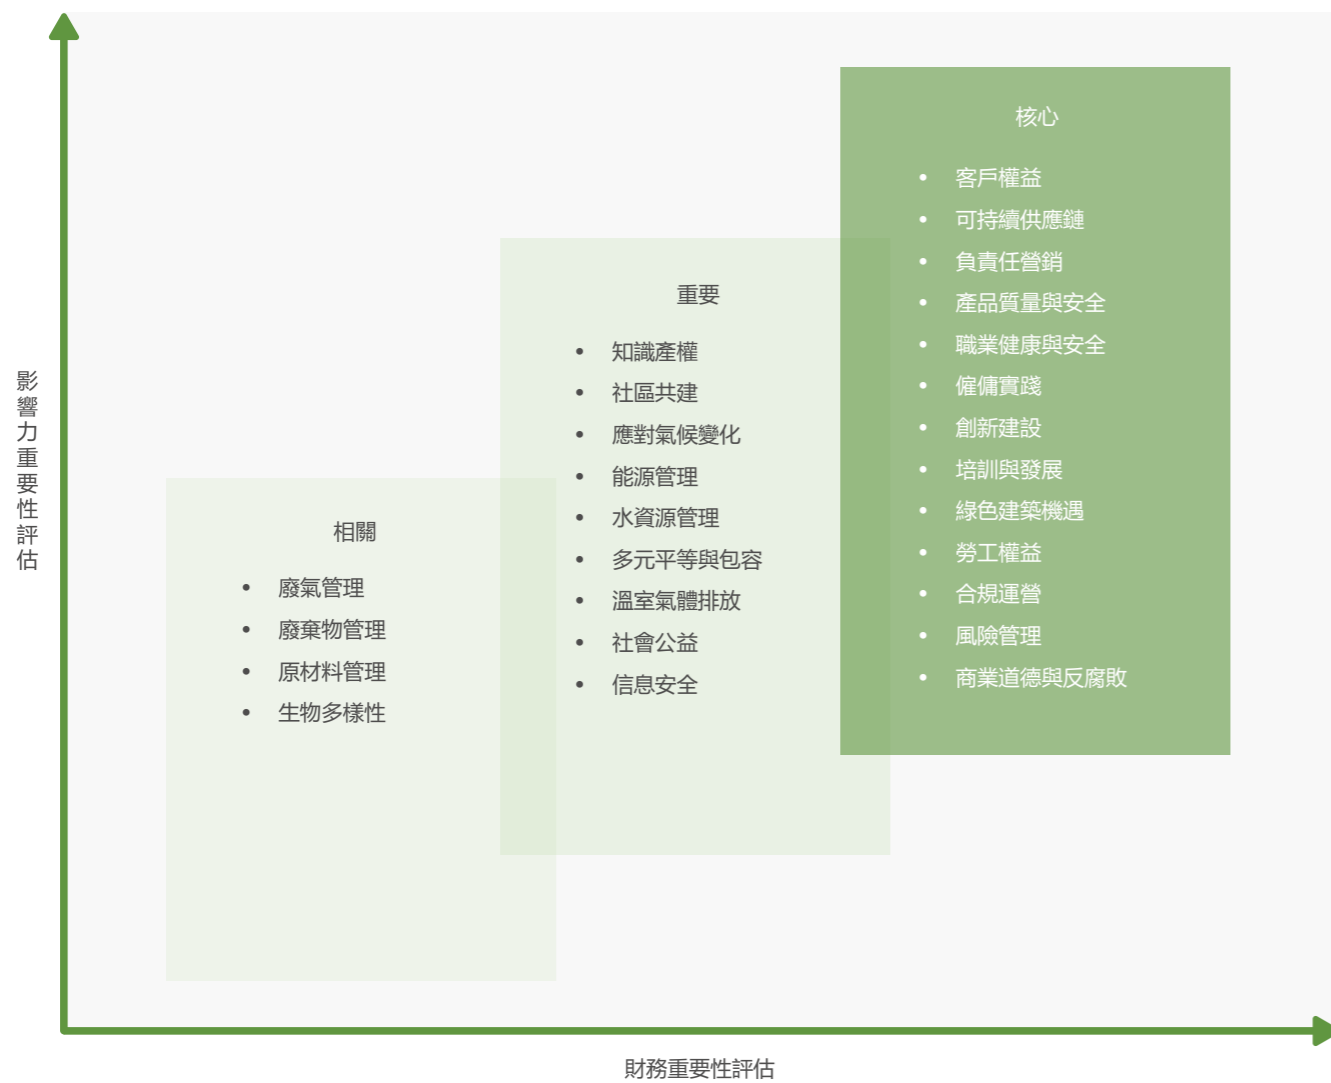 影響力重要性評估
核心
• 客戶權益
• 可持續供應鏈
• 負責任營銷
• 產品質量與安全
• 職業健康與安全
• 僱傭實踐
• 創新建設
• 培訓與發展
• 綠色建築機遇
• 勞工權益
• 合規運營
• 風險管理
• 商業道德與反腐敗
重要
• 知識產權
• 社區共建
• 應對氣候變化
• 能源管理
• 水資源管理
• 多元平等與包容
• 溫室氣體排放
• 社會公益
• 信息安全
相關
• 廢氣管理
• 廢棄物管理
• 原材料管理
• 生物多樣性
財務重要性評估